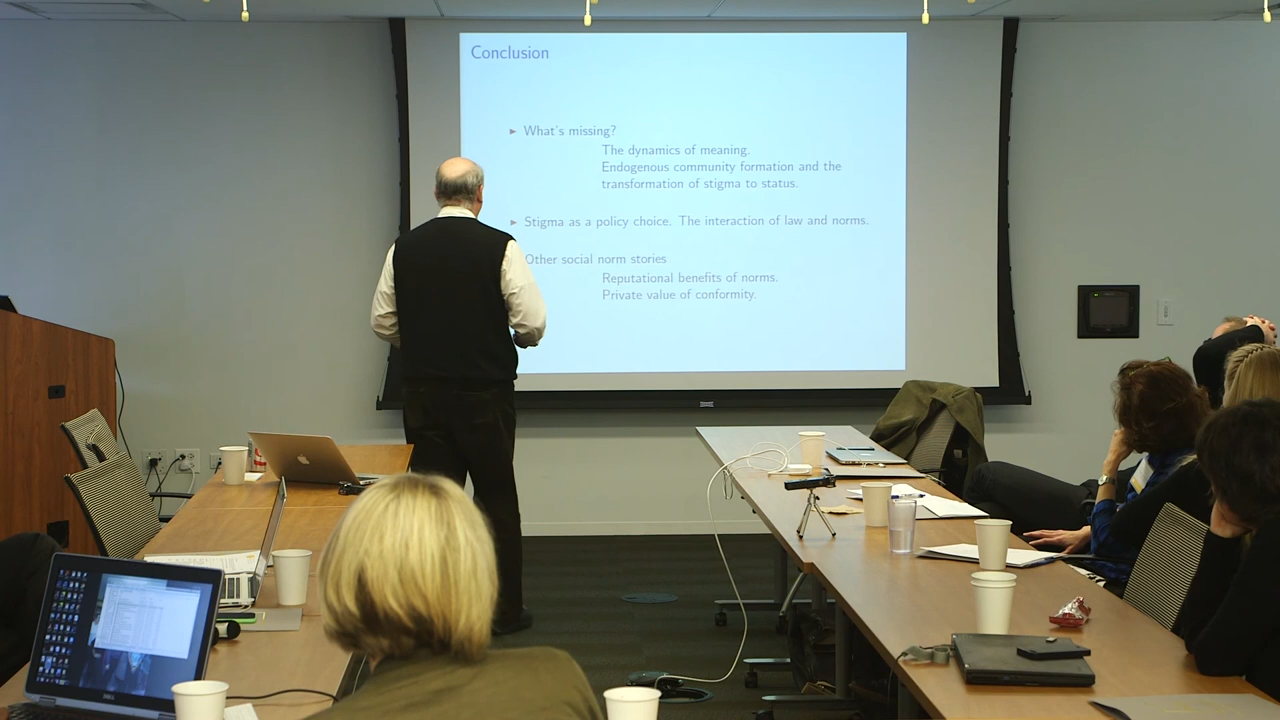 Conclusion
What's missing?
The dynamics of meaning.
Endogenous community formation and the
transformation of stigma to status.
Stigma as a policy choice. The interaction of law and norms.
Other social norm stories
Reputational benefits of norms.
Private value of conformity.
DELL